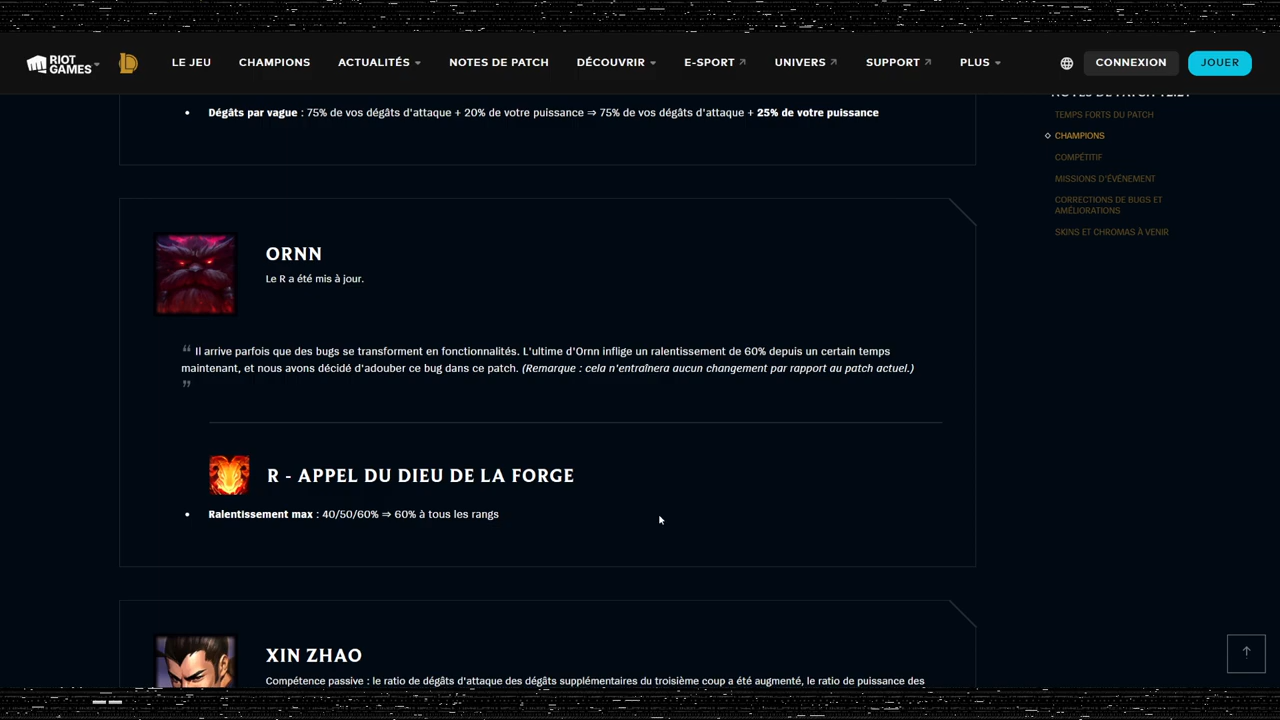 RIOT GAMES
LE JEU CHAMPIONS ACTUALITÉS NOTES DE PATCH DÉCOUVRIR E-SPORT UNIVERS SUPPORT PLUS CONNEXION JOUER
• Dégâts par vague : 75% de vos dégâts d'attaque + 20% de votre puissance ⇒ 75% de vos dégâts d'attaque + 25% de votre puissance
TEMPS FORTS DU PATCH
CHAMPIONS
COMPÉTITIF
MISSIONS D'ÉVÉNEMENT
CORRECTIONS DE BUGS ET
AMÉLIORATIONS
SKINS ET CHROMAS À VENIR
ORNN
Le R a été mis à jour.
“ Il arrive parfois que des bugs se transforment en fonctionnalités. L'ultime d'Ornn inflige un ralentissement de 60% depuis un certain temps
maintenant, et nous avons décidé d'adouber ce bug dans ce patch. (Remarque : cela n'entraînera aucun changement par rapport au patch actuel.)
”
R - APPEL DU DIEU DE LA FORGE
• Ralentissement max : 40/50/60% ⇒ 60% à tous les rangs
XIN ZHAO
Compétence passive : le ratio de dégâts d'attaque des dégâts supplémentaires du troisième coup a été augmenté, le ratio de puissance des